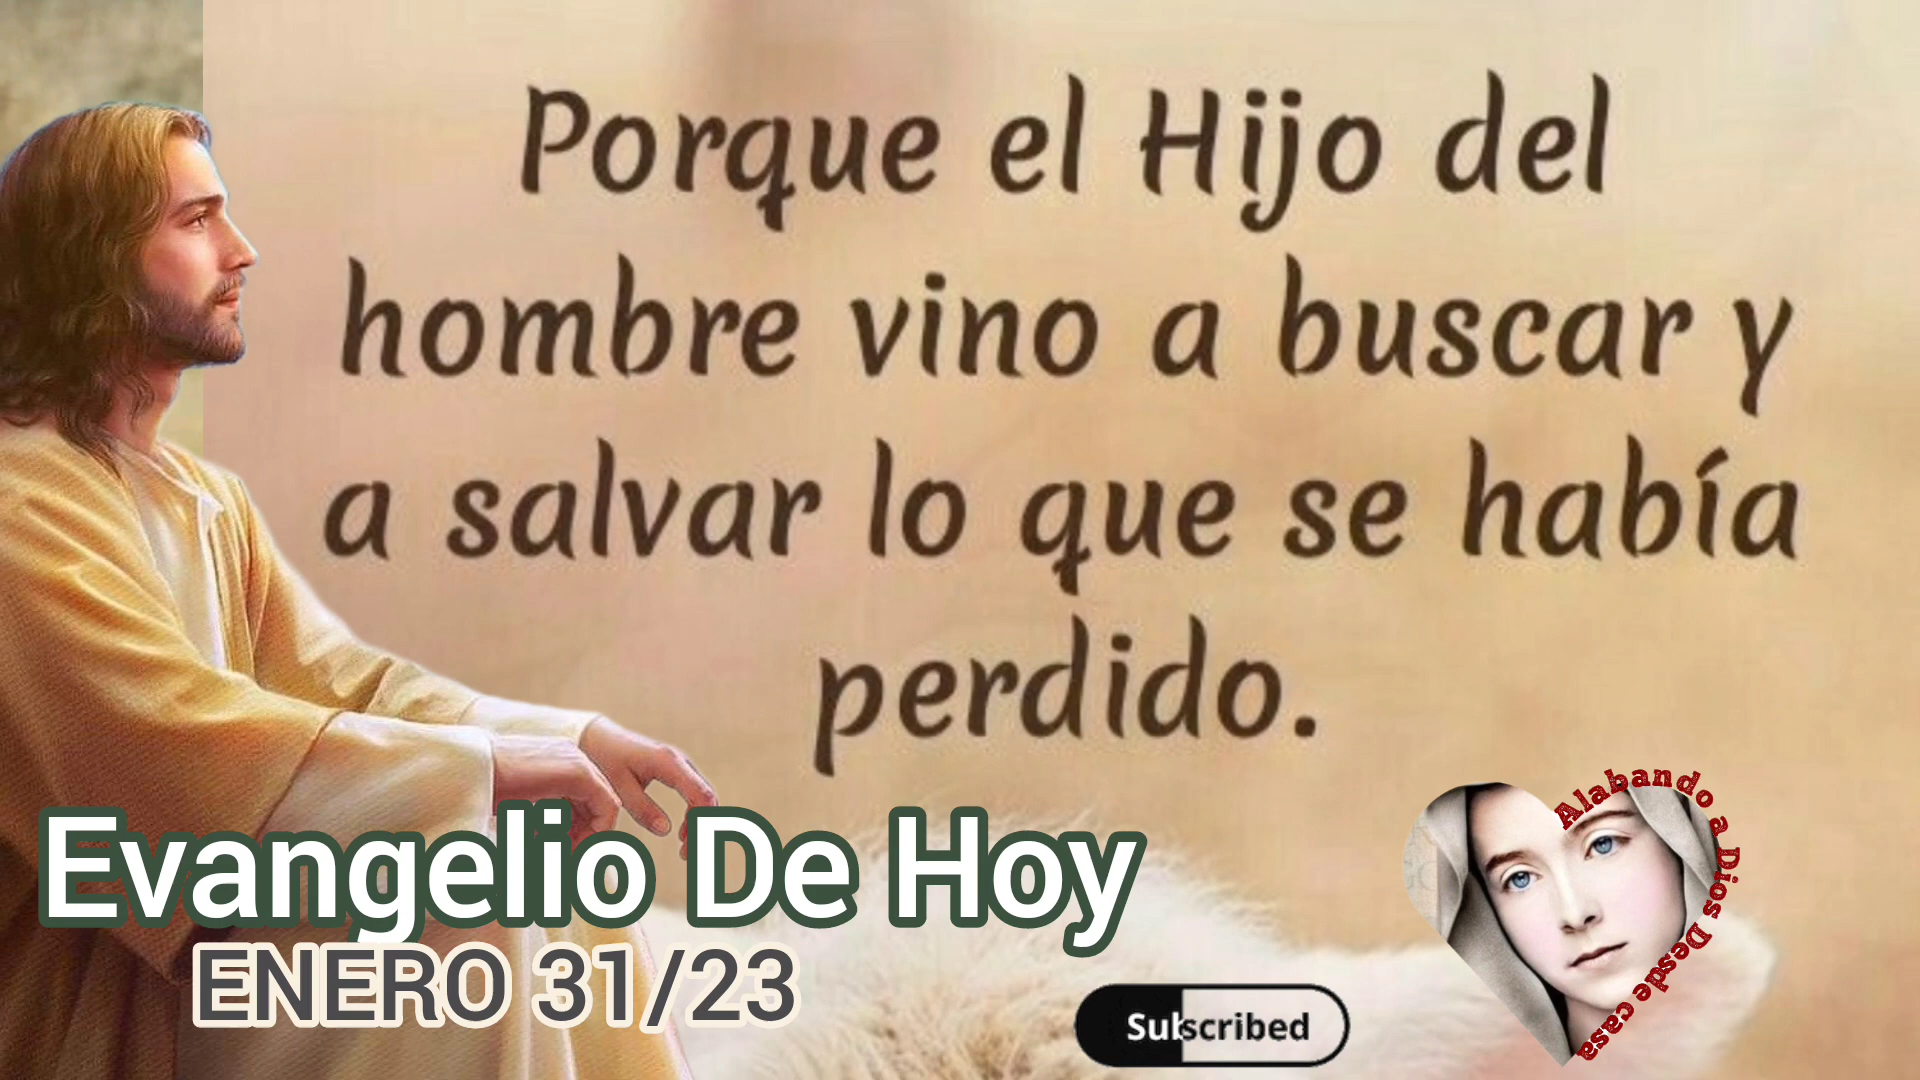 Porque el Hijo del
hombre vino a buscar y
a salvar lo que se había
perdido.
Evangelio De Hoy
ENERO 31/23
Subscribed
Alabando a Dios Desde casa